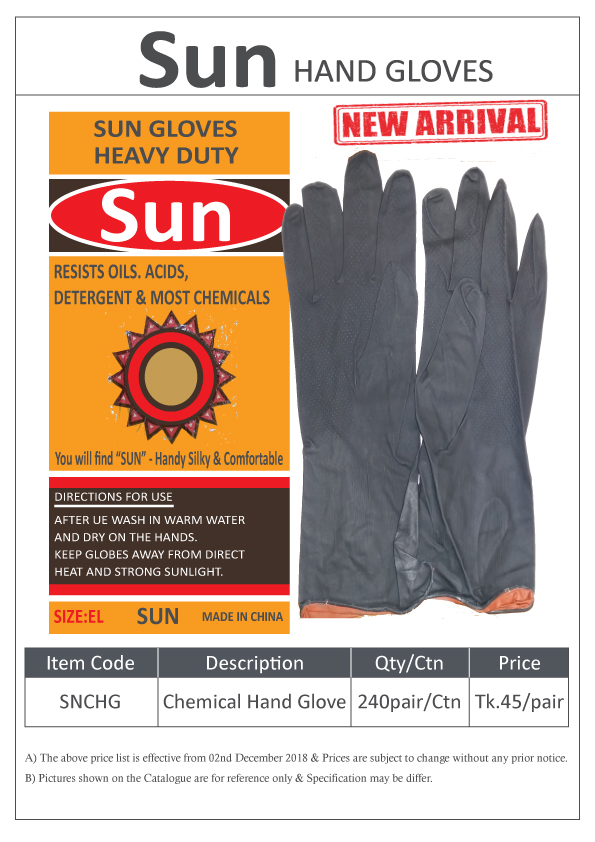 Sun HAND GLOVES
NEW ARRIVAL
SUN GLOVES
HEAVY DUTY
Sun
RESISTS OILS. ACIDS,
DETERGENT & MOST CHEMICALS
You will find “SUN” - Handy Silky & Comfortable
DIRECTIONS FOR USE
AFTER UE WASH IN WARM WATER
AND DRY ON THE HANDS.
KEEP GLOBES AWAY FROM DIRECT
HEAT AND STRONG SUNLIGHT.
SIZE:EL SUN MADE IN CHINA
Item Code Description Qty/Ctn Price
SNCHG Chemical Hand Glove 240pair/Ctn Tk.45/pair
A) The above price list is effective from 02nd December 2018 & Prices are subject to change without any prior notice.
B) Pictures shown on the Catalogue are for reference only & Specification may be differ.